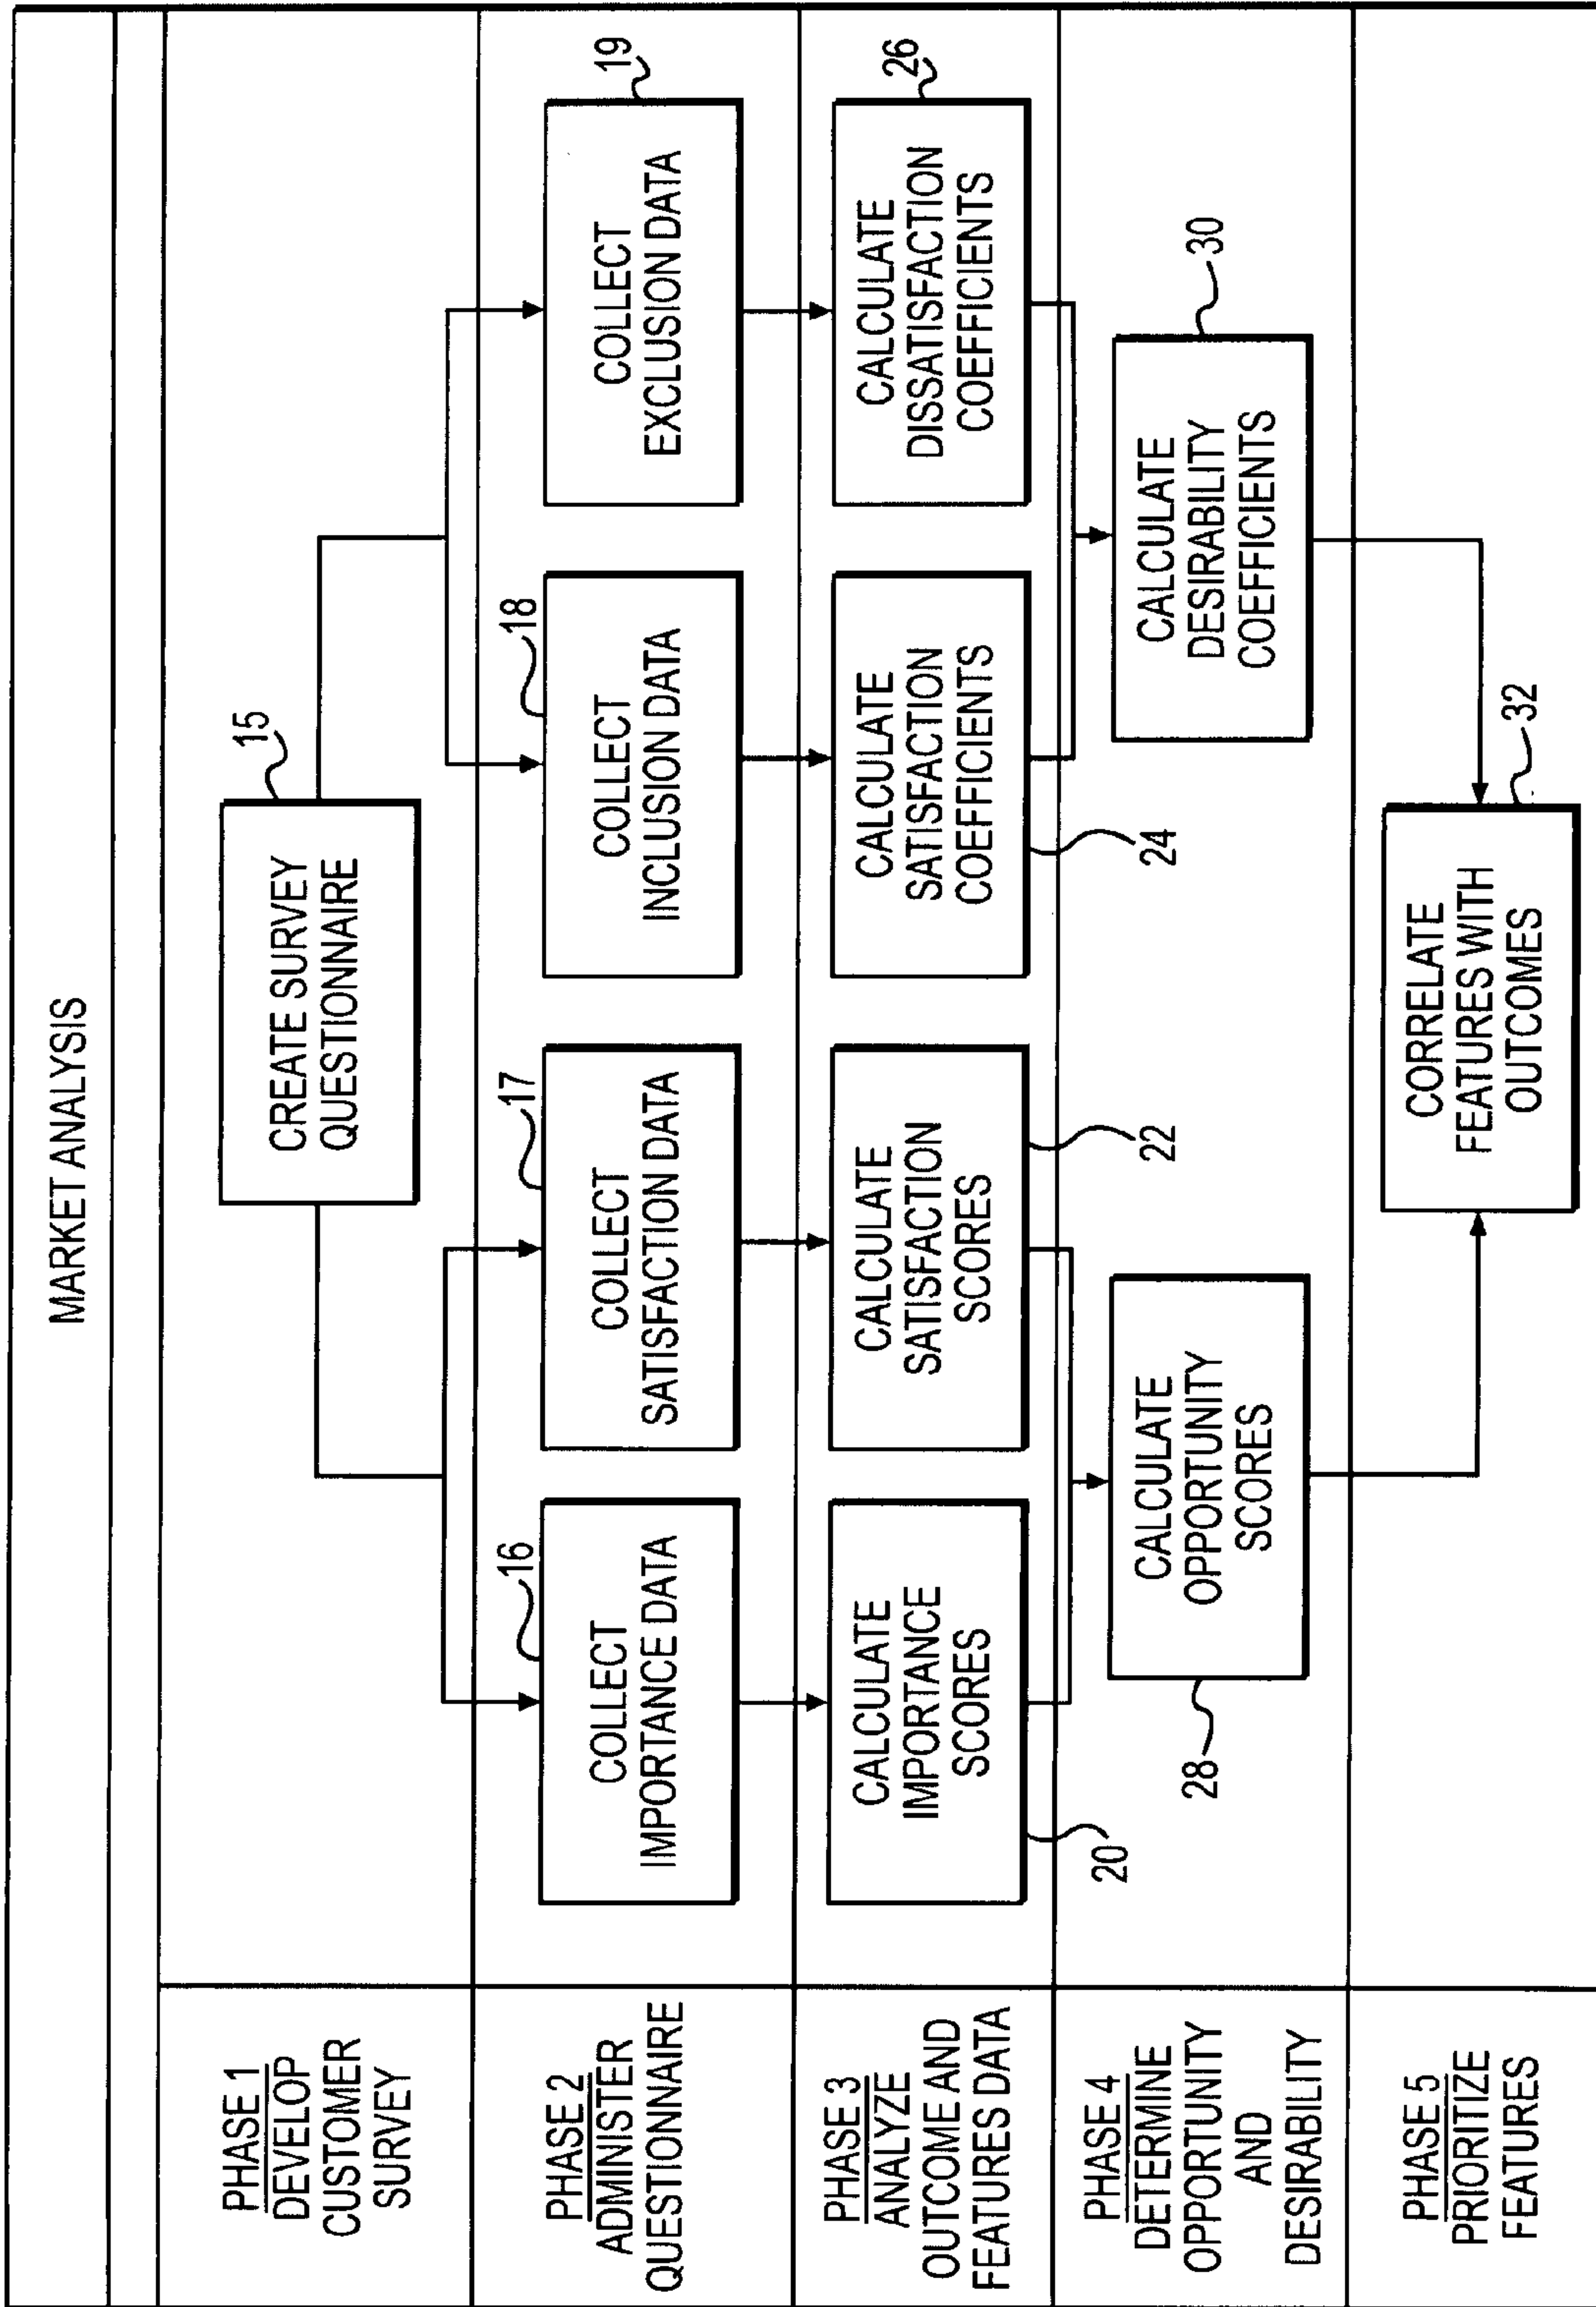 MARKET ANALYSIS
PHASE 1
DEVELOP
CUSTOMER
SURVEY
15
CREATE SURVEY
QUESTIONNAIRE
PHASE 2
ADMINISTER
QUESTIONNAIRE
16
COLLECT
IMPORTANCE DATA
17
COLLECT
SATISFACTION DATA
18
COLLECT
INCLUSION DATA
19
COLLECT
EXCLUSION DATA
PHASE 3
ANALYZE
OUTCOME AND
FEATURES DATA
CALCULATE
IMPORTANCE
SCORES
20
CALCULATE
SATISFACTION
SCORES
22
CALCULATE
SATISFACTION
COEFFICIENTS
24
CALCULATE
DISSATISFACTION
COEFFICIENTS
26
PHASE 4
DETERMINE
OPPORTUNITY
AND
DESIRABILITY
28
CALCULATE
OPPORTUNITY
SCORES
CALCULATE
DESIRABILITY
COEFFICIENTS
30
PHASE 5
PRIORITIZE
FEATURES
CORRELATE
FEATURES WITH
OUTCOMES
32